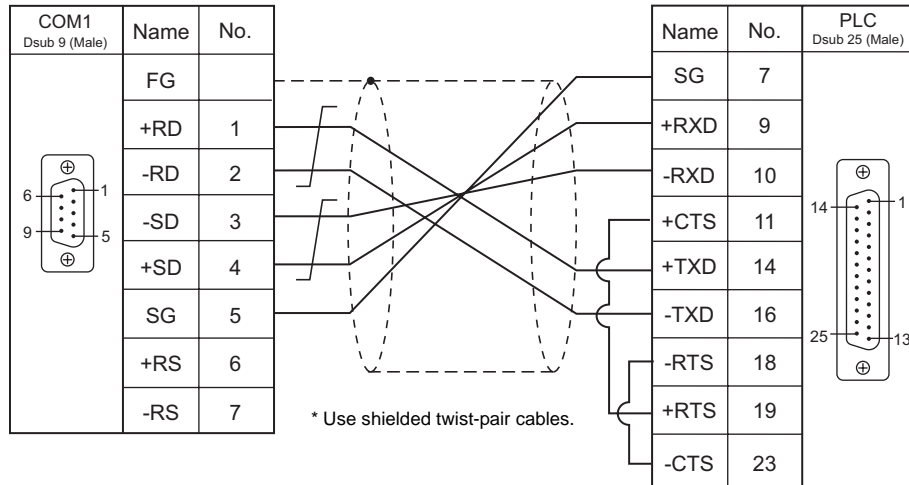 COM1
Dsub 9 (Male)
Name No.
FG
+RD 1
-RD 2
-SD 3
+SD 4
SG 5
+RS 6
-RS 7
6 1
9 5
* Use shielded twist-pair cables.
Name No.
PLC
Dsub 25 (Male)
SG 7
+RXD 9
-RXD 10
+CTS 11
+TXD 14
-TXD 16
-RTS 18
+RTS 19
-CTS 23
14 1
25 13